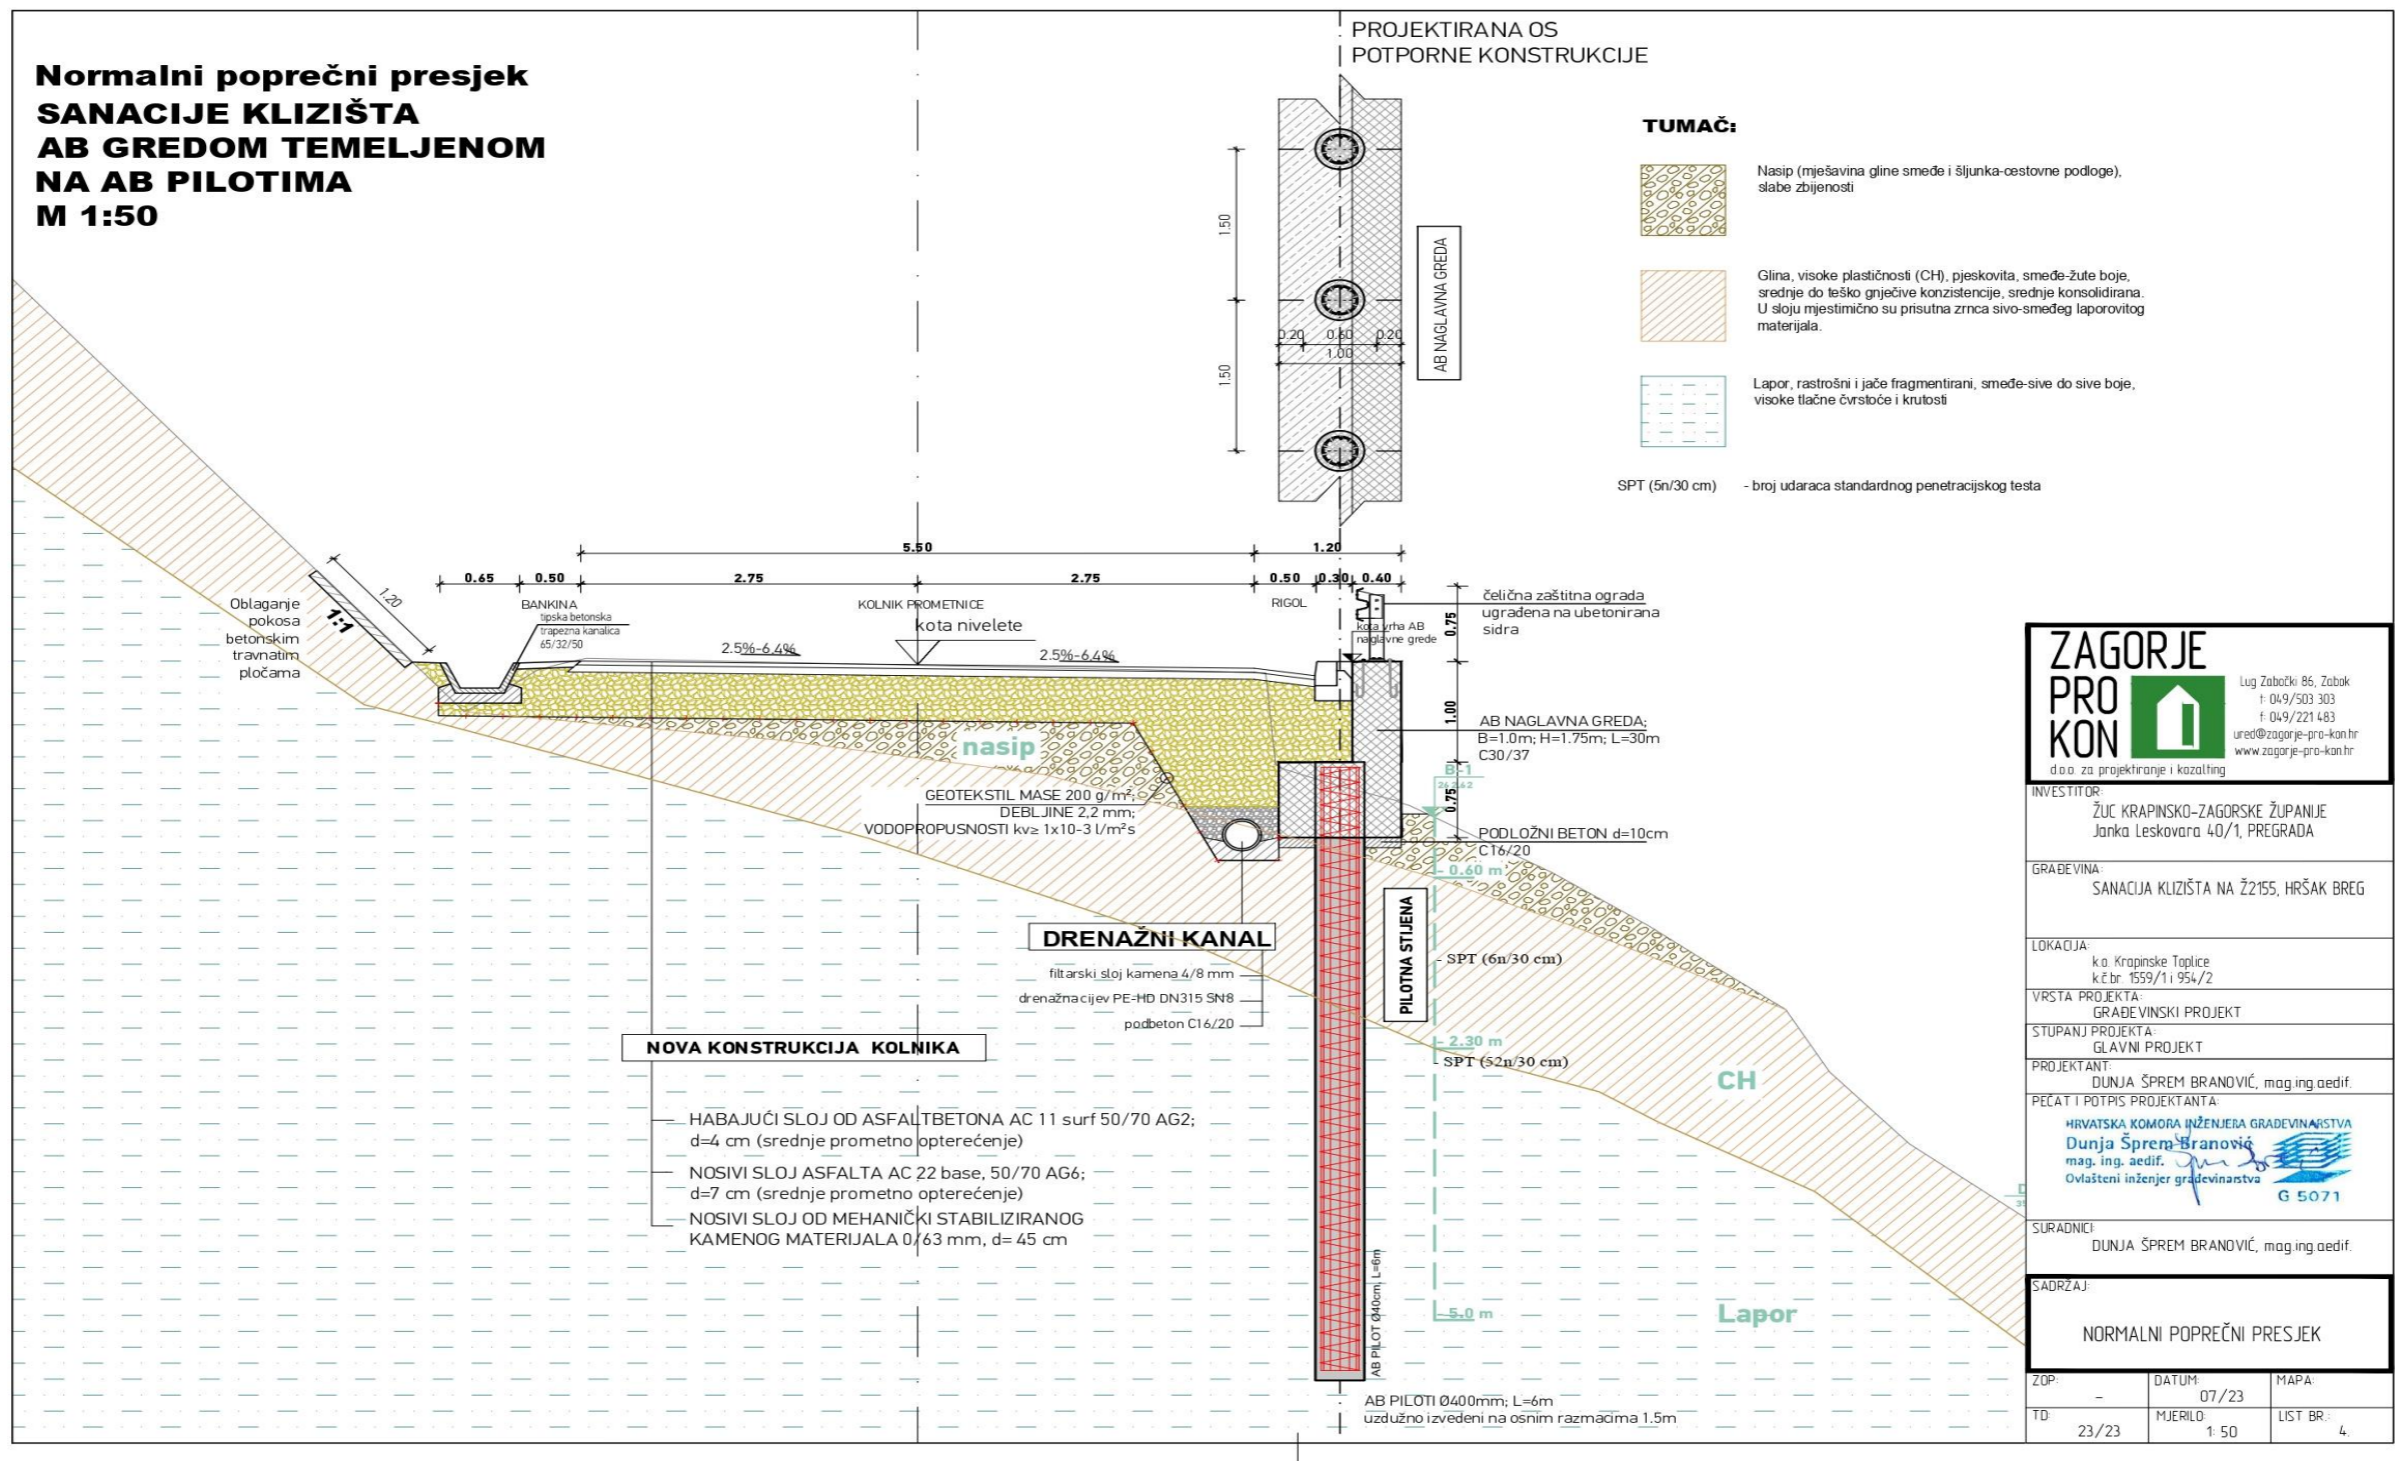 Normalni poprečni presjek
SANACIJE KLIZIŠTA
AB GREDOM TEMELJENOM
NA AB PILOTIMA
M 1:50
PROJEKTIRANA OS
POTPORNE KONSTRUKCIJE
1.50
1.50
0.20 0.60 0.20
1.00
AB NAGLAVNA GREDA
TUMAČ:
Nasip (mješavina gline smeđe i šljunka-cestovne podloge),
slabe zbijenosti
Glina, visoke plastičnosti (CH), pjeskovita, smeđe-žute boje,
srednje do teško gnječive konzistencije, srednje konsolidirana.
U sloju mjestimično su prisutna zrnca sivo-smeđeg laporovitog
materijala.
Lapor, rastrošni i jače fragmentirani, smeđe-sive do sive boje,
visoke tlačne čvrstoće i krutosti
SPT (5n/30 cm) - broj udaraca standardnog penetracijskog testa
5.50 1.20
0.65 0.50 2.75 2.75 0.50 0.30 0.40
1.20
1:1
Oblaganje
pokosa
betonskim
travnatim
pločama
BANKINA
tipska betonska
trapezna kanalica
65/32/50
KOLNIK PROMETNICE
kota nivelete
2.5%-6.4%
2.5%-6.4%
RIGOL
kota vrha AB
naglavne grede
0.75
1.00
0.75
čelična zaštitna ograda
ugrađena na ubetonirana
sidra
AB NAGLAVNA GREDA;
B=1.0m; H=1.75m; L=30m
C30/37
B-1
PODLOŽNI BETON d=10cm
C16/20
nasip
GEOTEKSTIL MASE 200 g/m²;
DEBLJINE 2,2 mm;
VODOPROPUSNOSTI kv≥ 1x10-3 l/m²s
- 0.60 m
DRENAŽNI KANAL
filtarski sloj kamena 4/8 mm
drenažna cijev PE-HD DN315 SN8
podbeton C16/20
PILOTNA STIJENA
- SPT (6n/30 cm)
- 2.30 m
- SPT (52n/30 cm)
CH
NOVA KONSTRUKCIJA KOLNIKA
HABAJUĆI SLOJ OD ASFALTBETONA AC 11 surf 50/70 AG2;
d=4 cm (srednje prometno opterećenje)
NOSIVI SLOJ ASFALTA AC 22 base, 50/70 AG6;
d=7 cm (srednje prometno opterećenje)
NOSIVI SLOJ OD MEHANIČKI STABILIZIRANOG
KAMENOG MATERIJALA 0/63 mm, d= 45 cm
AB PILOT Ø40cm, L=6m
- 5.0 m
Lapor
AB PILOTI Ø400mm; L=6m
uzdužno izvedeni na osnim razmacima 1.5m
ZAGORJE
PRO
KON
d.o.o. za projektiranje i kozalting
Lug Zabočki 86, Zabok
t: 049/503 303
f: 049/221 483
ured@zagorje-pro-kon.hr
www.zagorje-pro-kon.hr
INVESTITOR:
ŽUC KRAPINSKO-ZAGORSKE ŽUPANIJE
Janka Leskovara 40/1, PREGRADA
GRAĐEVINA:
SANACIJA KLIZIŠTA NA Ž2155, HRŠAK BREG
LOKACIJA:
k.o. Krapinske Toplice
k.č.br. 1559/1 i 954/2
VRSTA PROJEKTA:
GRAĐEVINSKI PROJEKT
STUPANJ PROJEKTA:
GLAVNI PROJEKT
PROJEKTANT:
DUNJA ŠPREM BRANOVIĆ, mag.ing.aedif.
PEČAT I POTPIS PROJEKTANTA:
HRVATSKA KOMORA INŽENJERA GRAĐEVINARSTVA
Dunja Šprem Branović
mag. ing. aedif.
Ovlašteni inženjer građevinarstva
G 5071
SURADNICI:
DUNJA ŠPREM BRANOVIĆ, mag.ing.aedif.
SADRŽAJ:
NORMALNI POPREČNI PRESJEK
ZOP: - DATUM: 07/23 MAPA:
TD: 23/23 MJERILO: 1: 50 LIST BR.: 4.